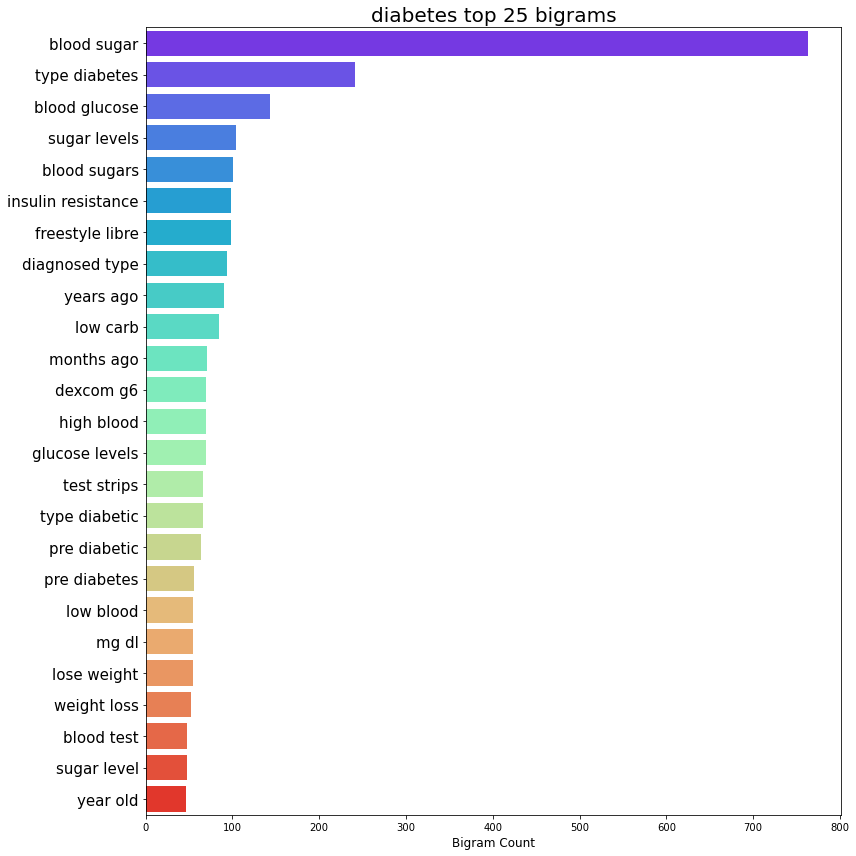 diabetes top 25 bigrams
blood sugar
type diabetes
blood glucose
sugar levels
blood sugars
insulin resistance
freestyle libre
diagnosed type
years ago
low carb
months ago
dexcom g6
high blood
glucose levels
test strips
type diabetic
pre diabetic
pre diabetes
low blood
mg dl
lose weight
weight loss
blood test
sugar level
year old
0 100 200 300 400 500 600 700 800
Bigram Count